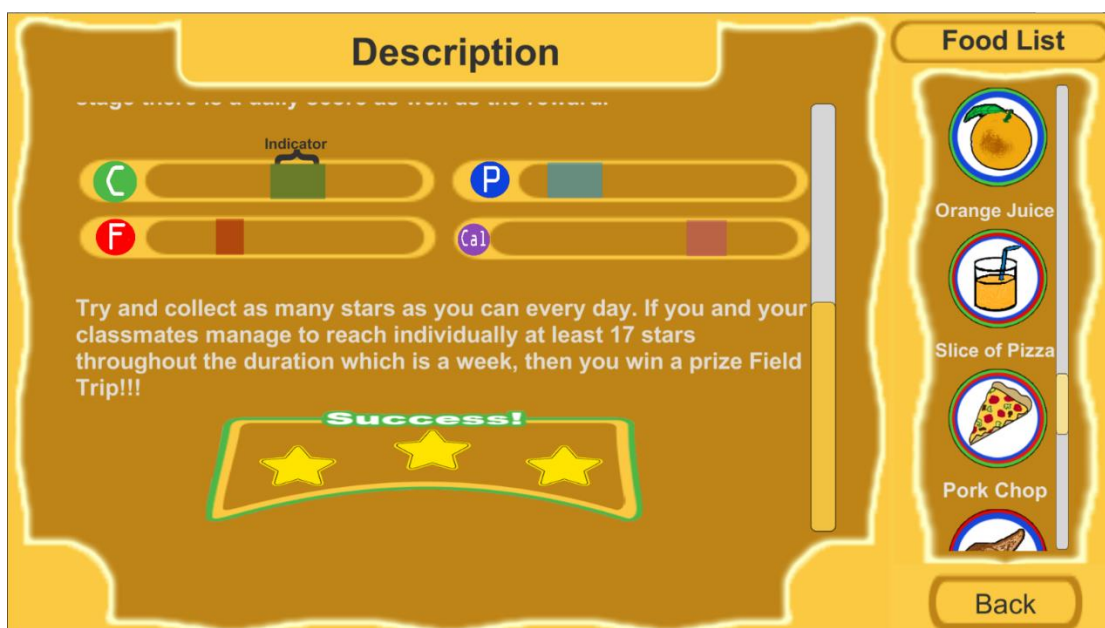 Description
stage there is a daily score as well as the reward.
Indicator
C
P
F
Cal
Try and collect as many stars as you can every day. If you and your
classmates manage to reach individually at least 17 stars
throughout the duration which is a week, then you win a prize Field
Trip!!!
Success!
Food List
Orange Juice
Slice of Pizza
Pork Chop
Back